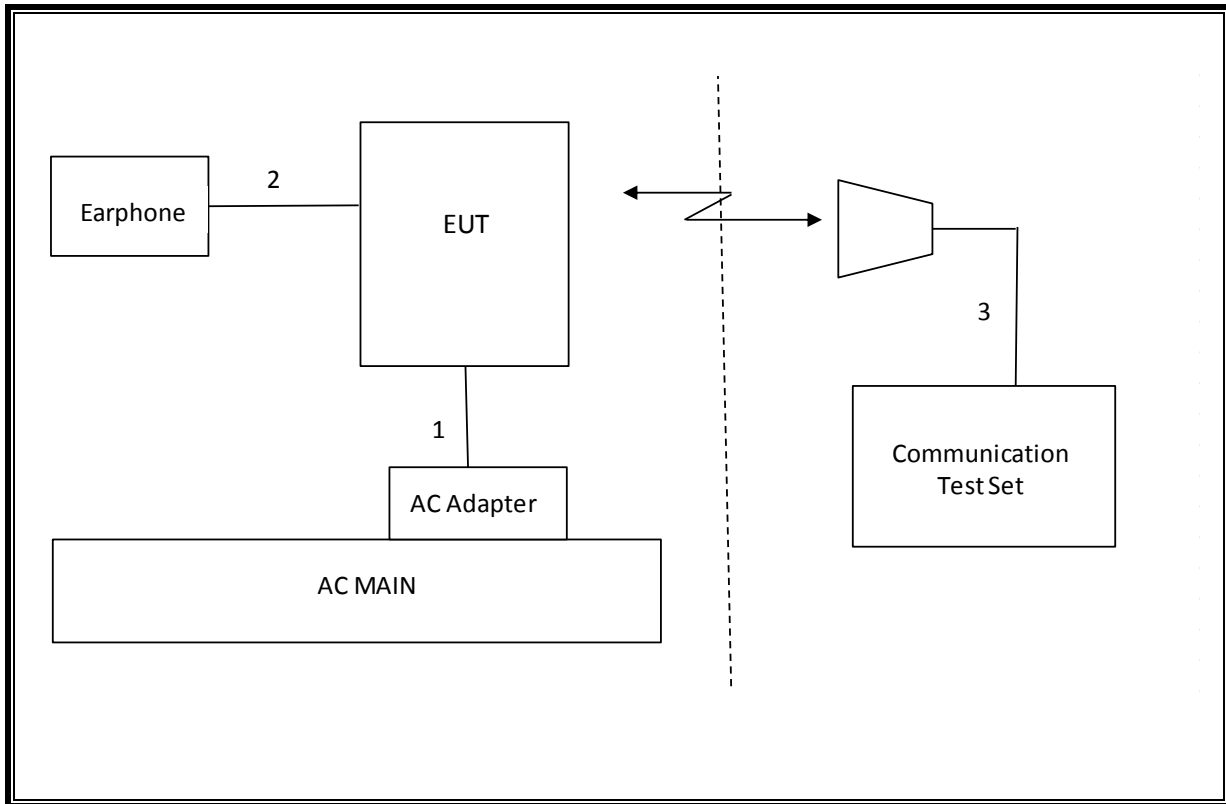 2
Earphone
EUT
3
1
Communication
Test Set
AC Adapter
AC MAIN